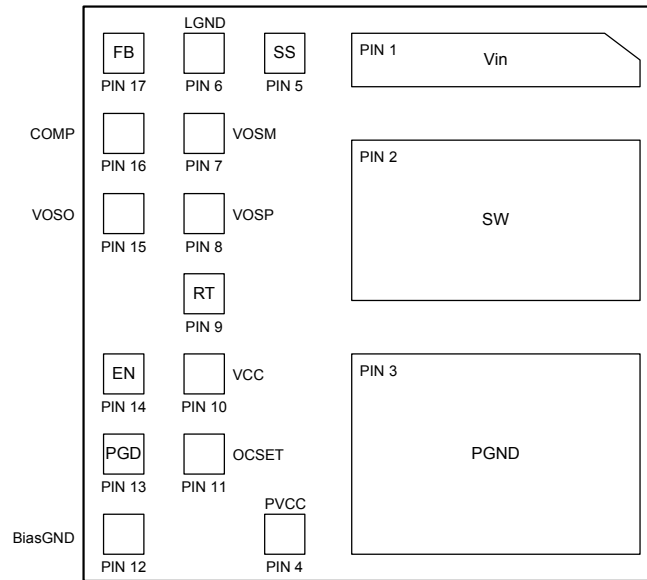 LGND
FB
SS
PIN 1
Vin
PIN 17
PIN 6
PIN 5
COMP
VOSM
PIN 16
PIN 7
PIN 2
VOSO
VOSP
SW
PIN 15
PIN 8
RT
PIN 9
EN
VCC
PIN 3
PIN 14
PIN 10
PGD
OCSET
PGND
PIN 13
PIN 11
PVCC
BiasGND
PIN 12
PIN 4